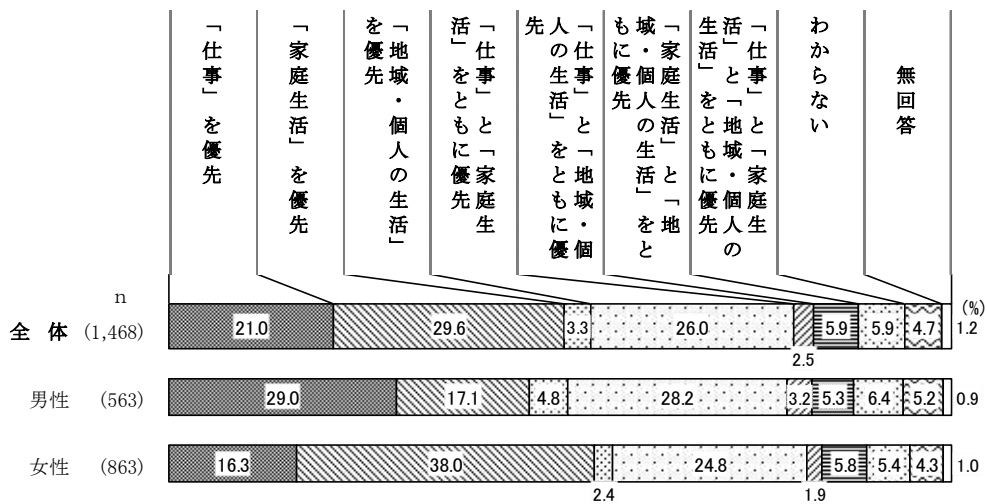 「仕事」を優先
「家庭生活」を優先
「地域・個人の生活」
を優先
「仕事」と「家庭生
活」をともに優先
「仕事」と「地域・個
人の生活」をともに優
先
「家庭生活」と「地
域・個人の生活」をと
もに優先
「仕事」と「家庭生
活」と「地域・個人の
生活」をともに優先
わからない
無回答
n
(%)
全 体 (1,468) 21.0 29.6 3.3 26.0 2.5 5.9 5.9 4.7 1.2
男性 (563) 29.0 17.1 4.8 28.2 3.2 5.3 6.4 5.2 0.9
女性 (863) 16.3 38.0 2.4 24.8 1.9 5.8 5.4 4.3 1.0